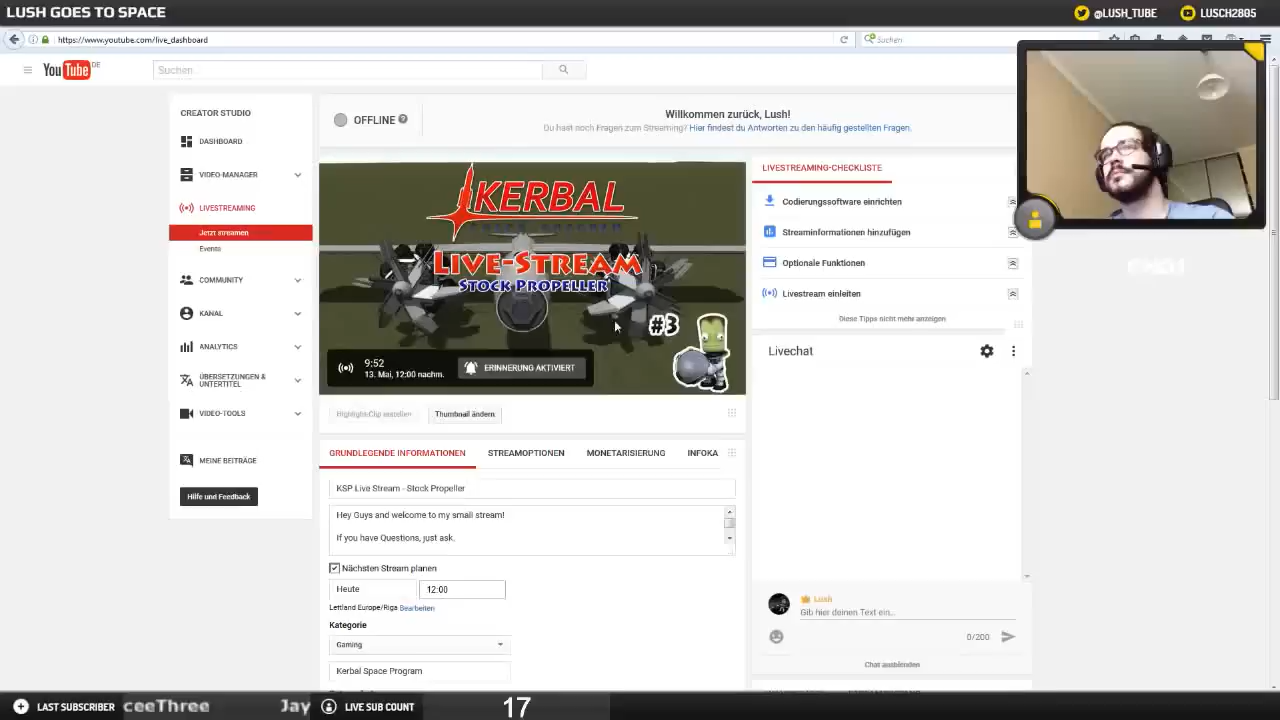 LUSH GOES TO SPACE
@LUSH_TUBE
LUSCH2805
https://www.youtube.com/live_dashboard
Suchen
YouTube DE
Suchen
CREATOR STUDIO
DASHBOARD
VIDEO-MANAGER
LIVESTREAMING
Jetzt streamen
Events
COMMUNITY
KANAL
ANALYTICS
ÜBERSETZUNGEN &
UNTERTITEL
VIDEO-TOOLS
MEINE BEITRÄGE
Hilfe und Feedback
OFFLINE
Willkommen zurück, Lush!
Du hast noch Fragen zum Streaming? Hier findest du Antworten zu den häufig gestellten Fragen.
KERBAL
LIVE-STREAM
STOCK PROPELLER
#3
9:52
13. Mai, 12:00 nachm.
ERINNERUNG AKTIVIERT
Highlight-Clip erstellen
Thumbnail ändern
GRUNDLEGENDE INFORMATIONEN
STREAMOPTIONEN
MONETARISIERUNG
INFOKA
KSP Live Stream - Stock Propeller
Hey Guys and welcome to my small stream!
If you have Questions, just ask.
Nächsten Stream planen
Heute
12:00
Lettland Europe/Riga Bearbeiten
Kategorie
Gaming
Kerbal Space Program
LIVESTREAMING-CHECKLISTE
Codierungssoftware einrichten
Streaminformationen hinzufügen
Optionale Funktionen
Livestream einleiten
Diese Tipps nicht mehr anzeigen
Livechat
Lush
Gib hier deinen Text ein...
0/200
Chat ausblenden
LAST SUBSCRIBER
ceeThree
Jay
LIVE SUB COUNT
17